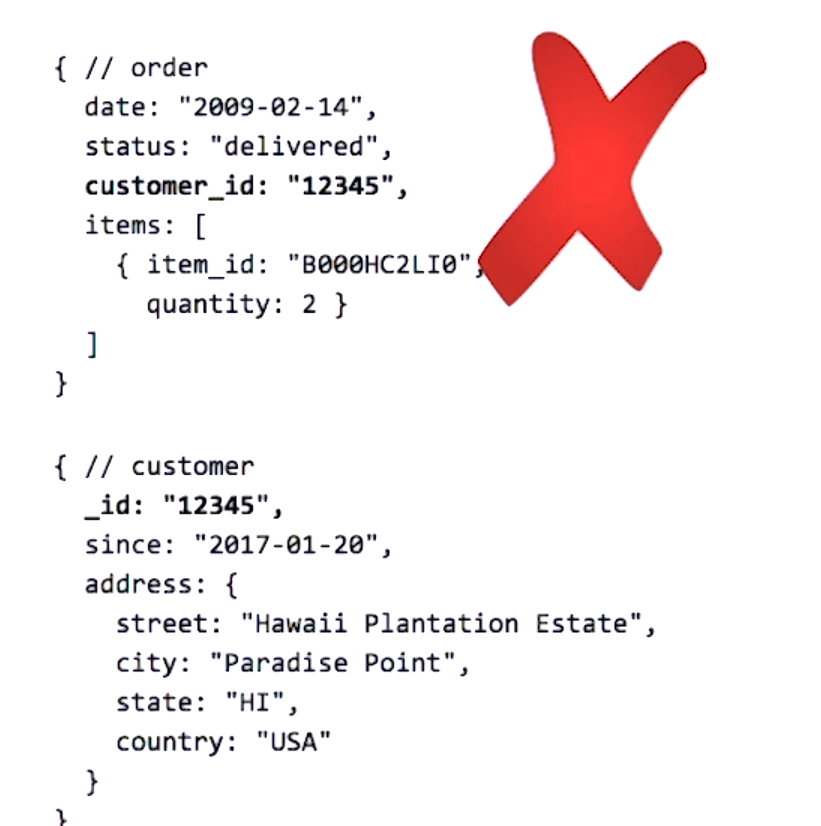 { // order
date: "2009-02-14",
status: "delivered",
customer_id: "12345",
items: [
{ item_id: "B000HC2LI0",
quantity: 2 }
]
}
{ // customer
_id: "12345",
since: "2017-01-20",
address: {
street: "Hawaii Plantation Estate",
city: "Paradise Point",
state: "HI",
country: "USA"
}
}